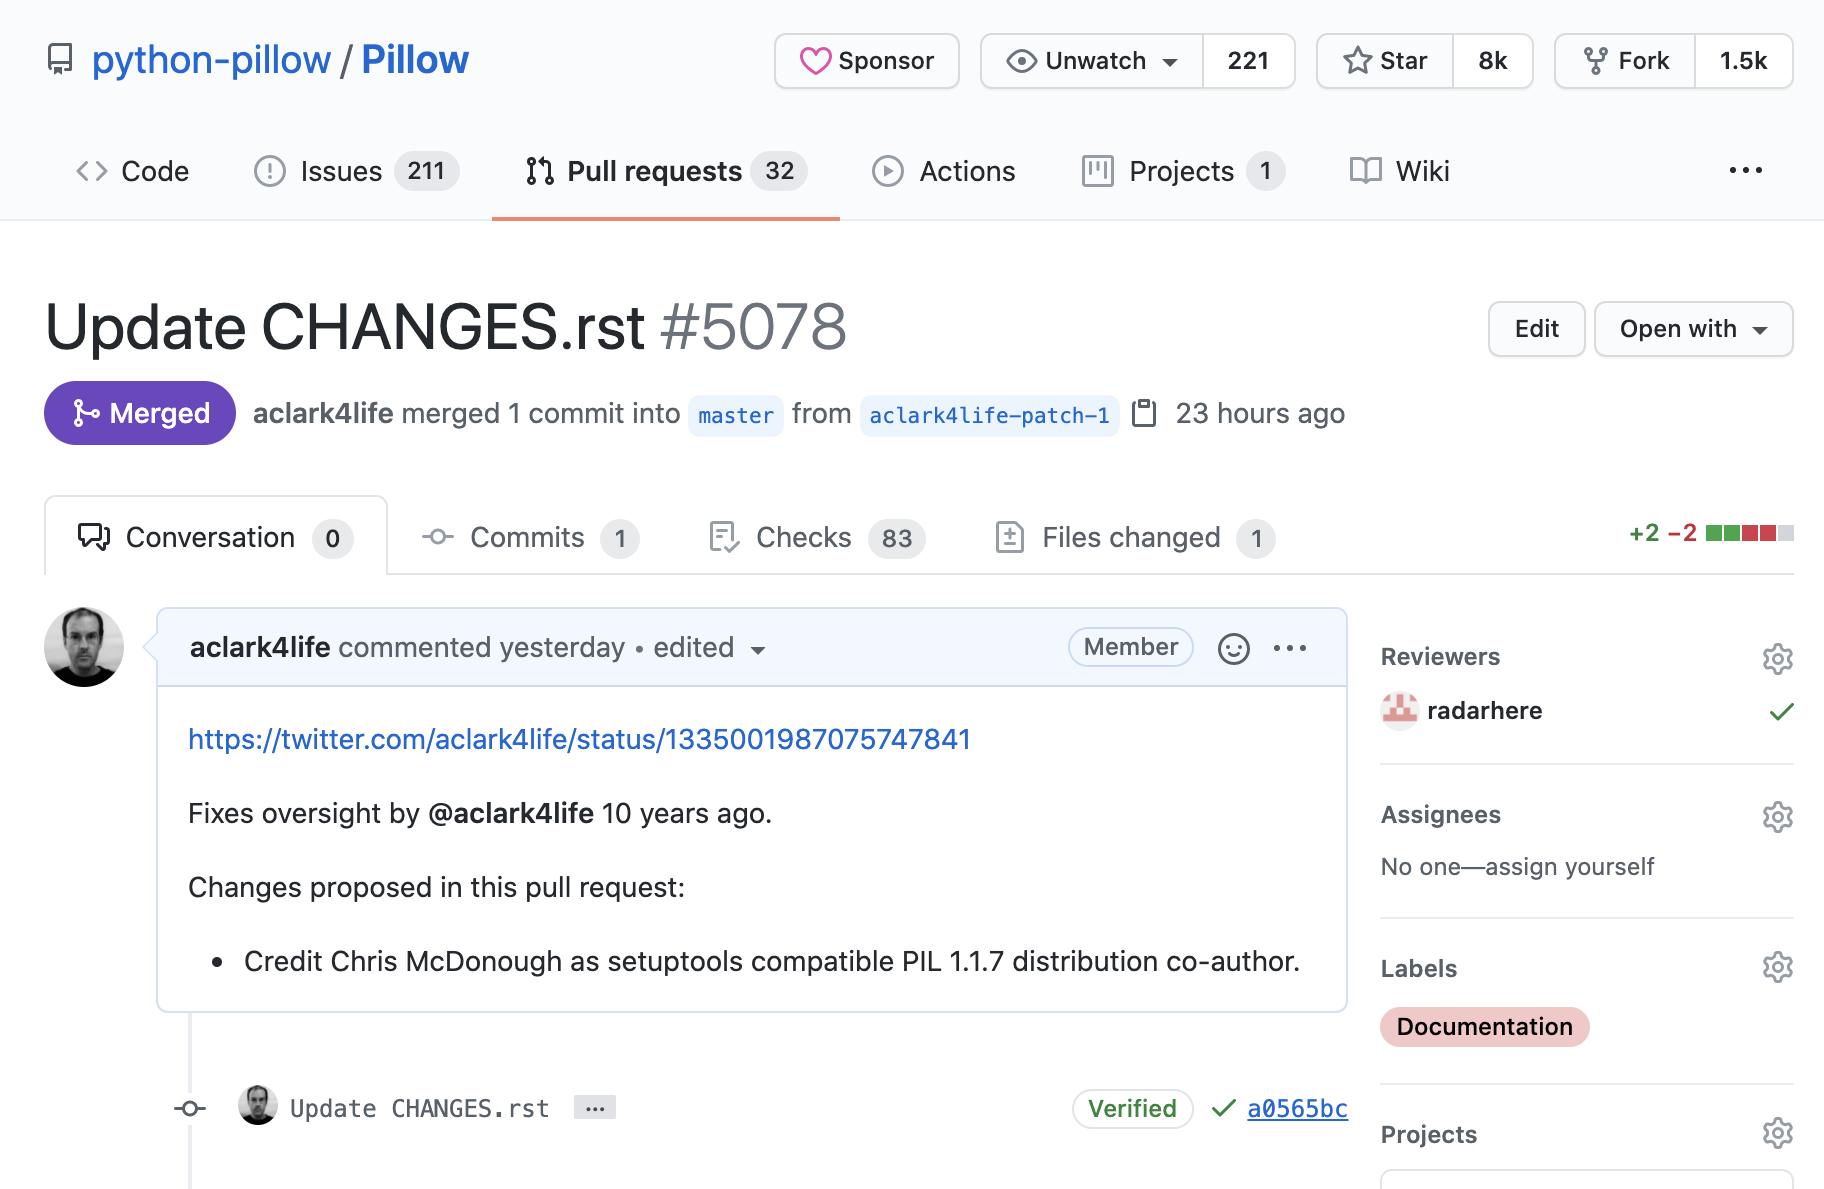 python-pillow / Pillow
Sponsor
Unwatch 221
Star 8k
Fork 1.5k
Code
Issues 211
Pull requests 32
Actions
Projects 1
Wiki
...
Update CHANGES.rst #5078
Edit
Open with
Merged
aclark4life merged 1 commit into master from aclark4life-patch-1 23 hours ago
Conversation 0
Commits 1
Checks 83
Files changed 1
+2 −2
aclark4life commented yesterday • edited
Member
https://twitter.com/aclark4life/status/1335001987075747841
Fixes oversight by @aclark4life 10 years ago.
Changes proposed in this pull request:
• Credit Chris McDonough as setuptools compatible PIL 1.1.7 distribution co-author.
Update CHANGES.rst ...
Verified
a0565bc
Reviewers
radarhere
Assignees
No one—assign yourself
Labels
Documentation
Projects